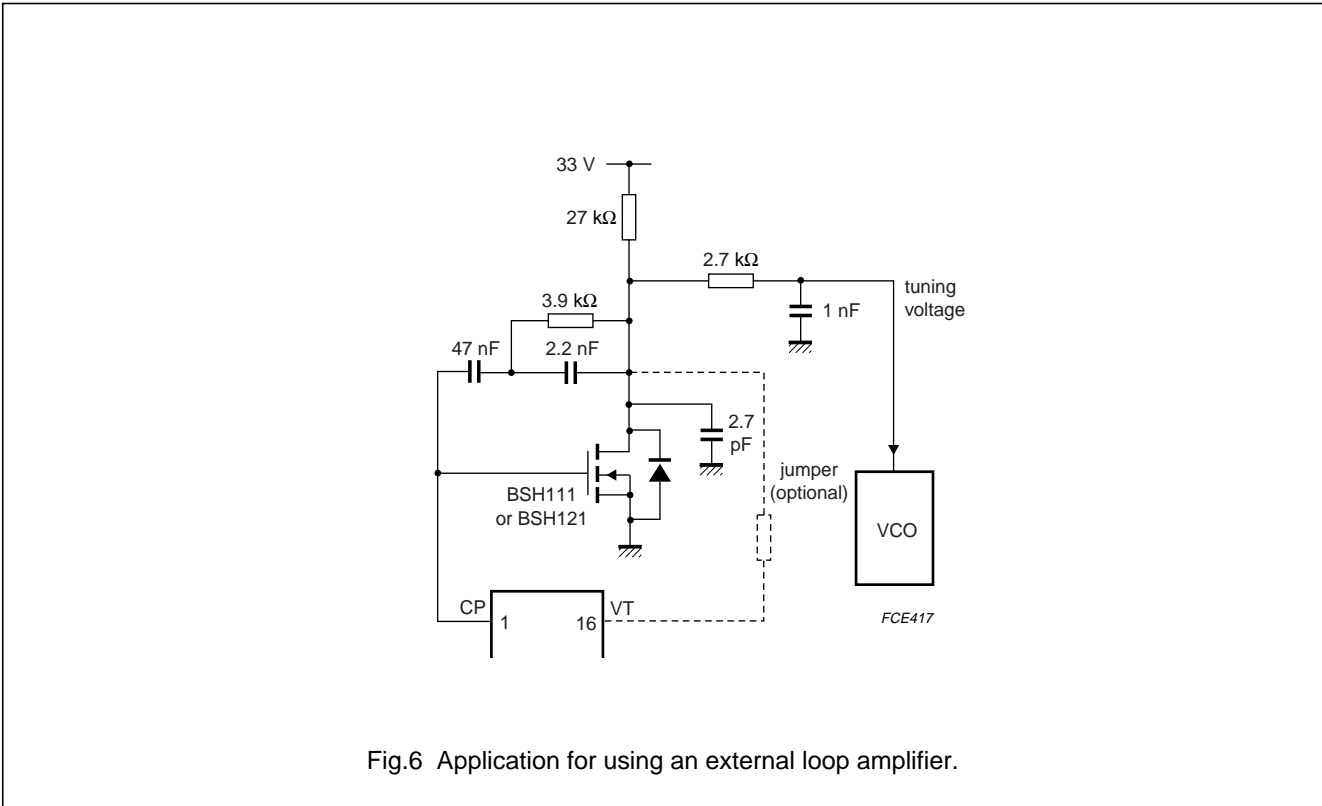 33 V
27 kΩ
2.7 kΩ
tuning
voltage
3.9 kΩ
1 nF
47 nF
2.2 nF
2.7
pF
jumper
(optional)
BSH111
or BSH121
VCO
CP
VT
1
16
FCE417
Fig.6 Application for using an external loop amplifier.